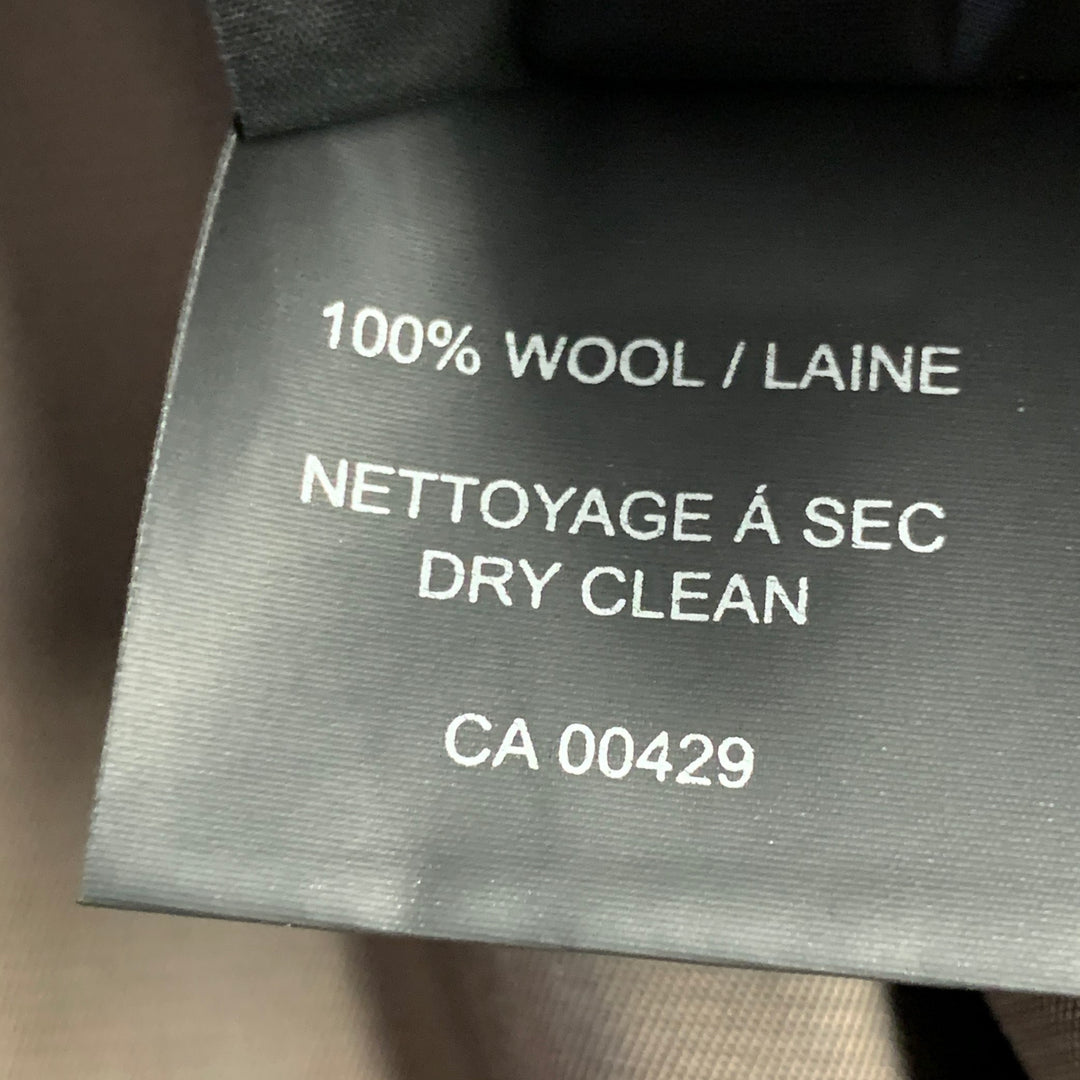 100% WOOL / LAINE
NETTOYAGE Á SEC
DRY CLEAN
CA 00429